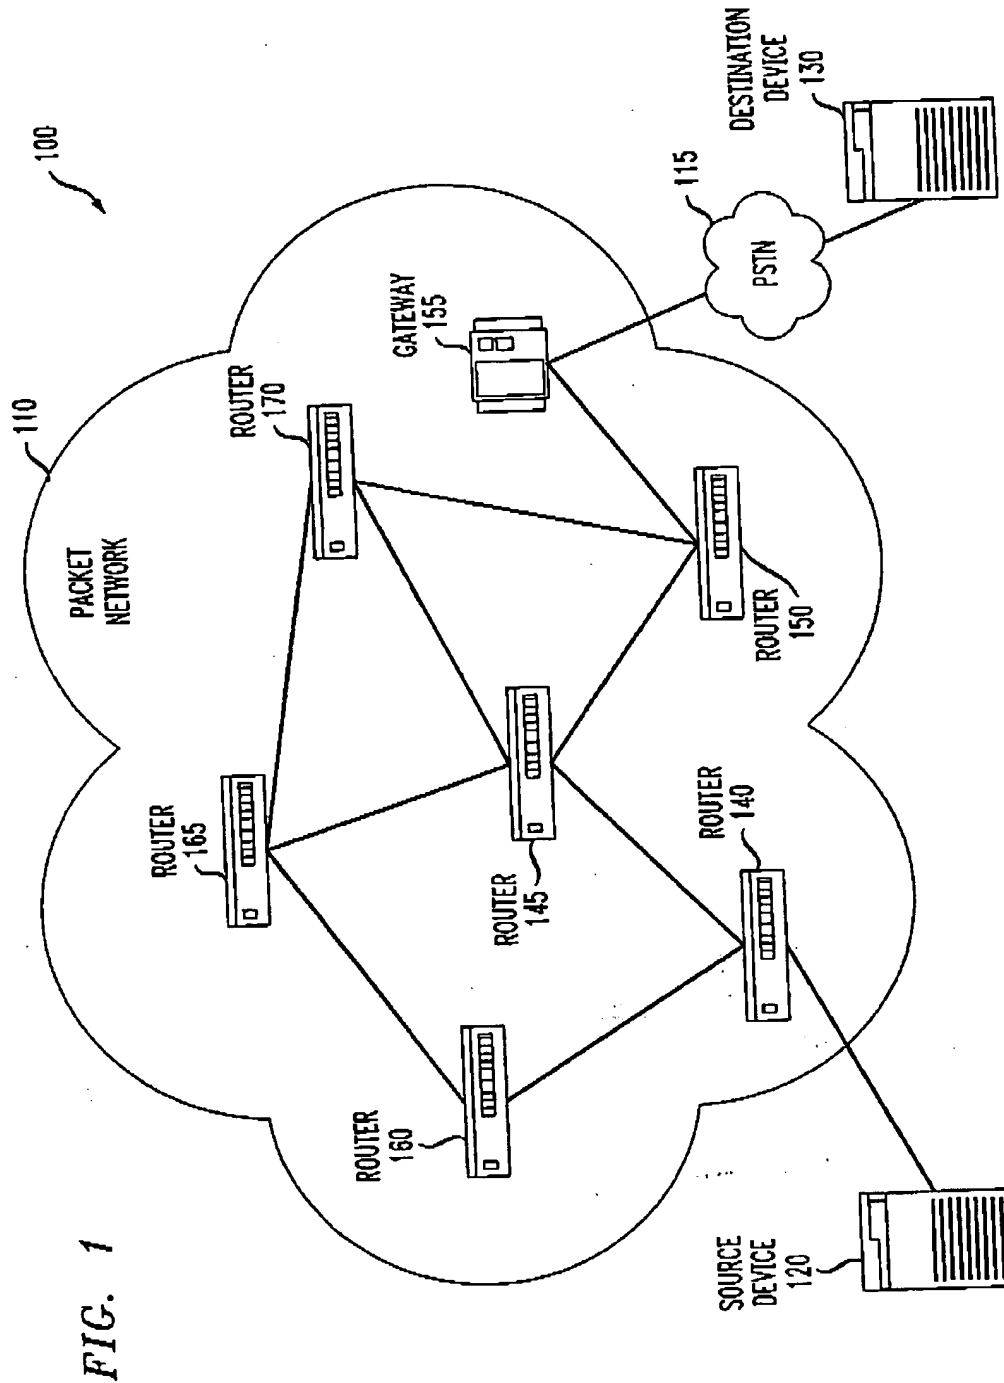 FIG. 1
100
110
PACKET
NETWORK
ROUTER
165
ROUTER
170
ROUTER
160
ROUTER
145
GATEWAY
155
ROUTER
140
ROUTER
150
115
PSTN
SOURCE
DEVICE
120
DESTINATION
DEVICE
130